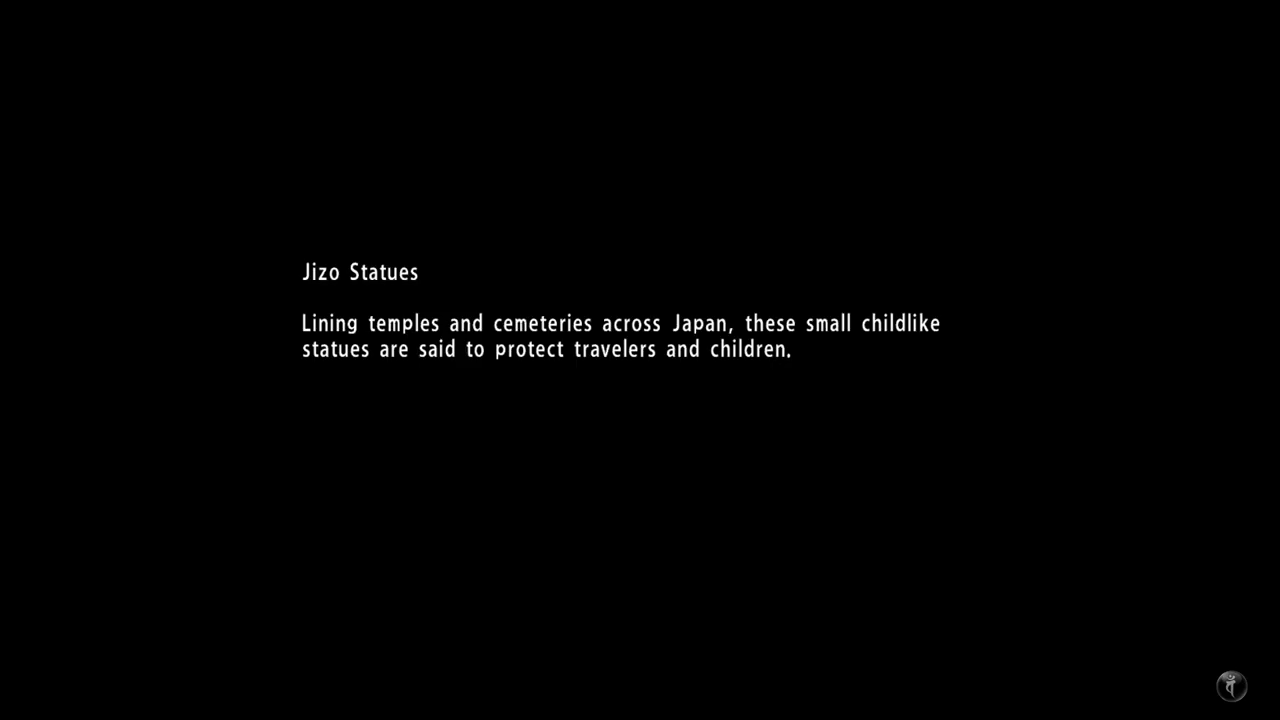 Jizo Statues
Lining temples and cemeteries across Japan, these small childlike
statues are said to protect travelers and children.